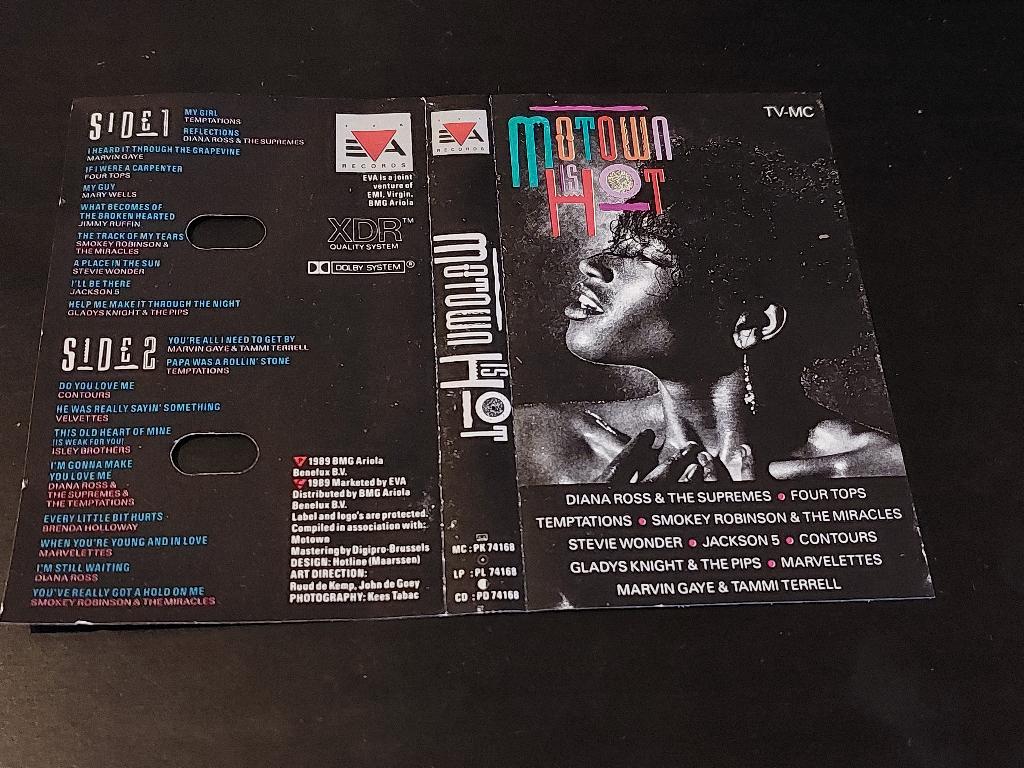 SIDE 1
MY GIRL
TEMPTATIONS
REFLECTIONS
DIANA ROSS & THE SUPREMES
I HEARD IT THROUGH THE GRAPEVINE
MARVIN GAYE
IF I WERE A CARPENTER
FOUR TOPS
MY GUY
MARY WELLS
WHAT BECOMES OF
THE BROKEN HEARTED
JIMMY RUFFIN
THE TRACK OF MY TEARS
SMOKEY ROBINSON &
THE MIRACLES
A PLACE IN THE SUN
STEVIE WONDER
I'LL BE THERE
JACKSON 5
HELP ME MAKE IT THROUGH THE NIGHT
GLADYS KNIGHT & THE PIPS
SIDE 2
YOU'RE ALL I NEED TO GET BY
MARVIN GAYE & TAMMI TERRELL
PAPA WAS A ROLLIN' STONE
TEMPTATIONS
DO YOU LOVE ME
CONTOURS
HE WAS REALLY SAYIN' SOMETHING
VELVETTES
THIS OLD HEART OF MINE
(IS WEAK FOR YOU)
ISLEY BROTHERS
I'M GONNA MAKE
YOU LOVE ME
DIANA ROSS &
THE SUPREMES &
THE TEMPTATIONS
EVERY LITTLE BIT HURTS
BRENDA HOLLOWAY
WHEN YOU'RE YOUNG AND IN LOVE
MARVELETTES
I'M STILL WAITING
DIANA ROSS
YOU'VE REALLY GOT A HOLD ON ME
SMOKEY ROBINSON & THE MIRACLES
EVA
RECORDS
EVA is a joint
venture of
EMI, Virgin,
BMG Ariola
XDR™
QUALITY SYSTEM
DOLBY SYSTEM®
Ⓟ 1989 BMG Ariola
Benelux B.V.
© 1989 Marketed by EVA
Distributed by BMG Ariola
Benelux B.V.
Label and logo's are protected.
Compiled in association with:
Motown
Mastering by Digipro-Brussels
DESIGN: Hotline (Maarssen)
ART DIRECTION:
Ruud de Kemp, John de Goey
PHOTOGRAPHY: Kees Tabac
EVA
RECORDS
MOTOWN IS HOT
MC : PK 74168
LP : PL 74168
CD : PD 74168
TV-MC
MOTOWN
IS
HOT
DIANA ROSS & THE SUPREMES • FOUR TOPS
TEMPTATIONS • SMOKEY ROBINSON & THE MIRACLES
STEVIE WONDER • JACKSON 5 • CONTOURS
GLADYS KNIGHT & THE PIPS • MARVELETTES
MARVIN GAYE & TAMMI TERRELL